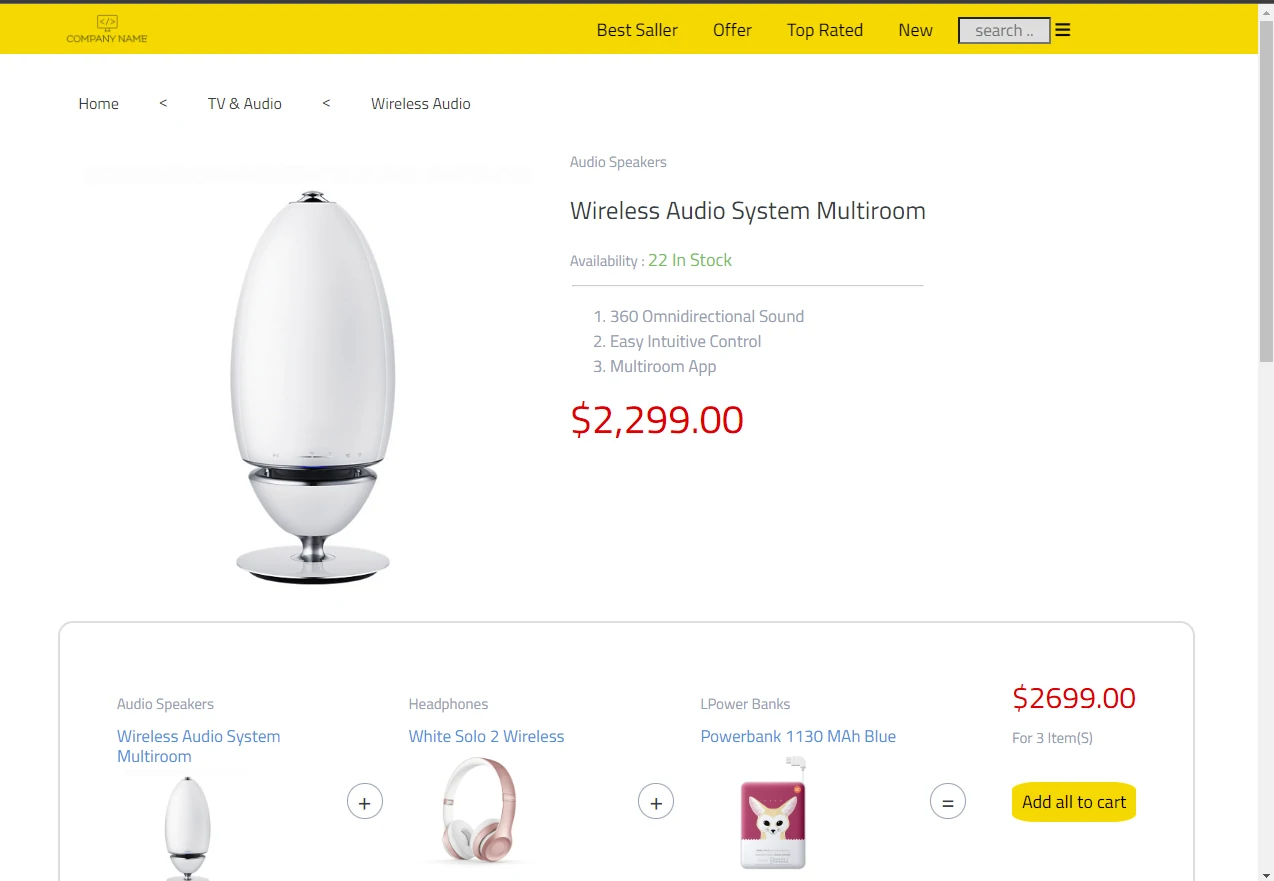 </>
COMPANY NAME
Best Saller Offer Top Rated New search ..
Home < TV & Audio < Wireless Audio
Audio Speakers
Wireless Audio System Multiroom
Availability : 22 In Stock
1. 360 Omnidirectional Sound
2. Easy Intuitive Control
3. Multiroom App
$2,299.00
Audio Speakers
Wireless Audio System
Multiroom
+
Headphones
White Solo 2 Wireless
+
LPower Banks
Powerbank 1130 MAh Blue
=
$2699.00
For 3 Item(S)
Add all to cart